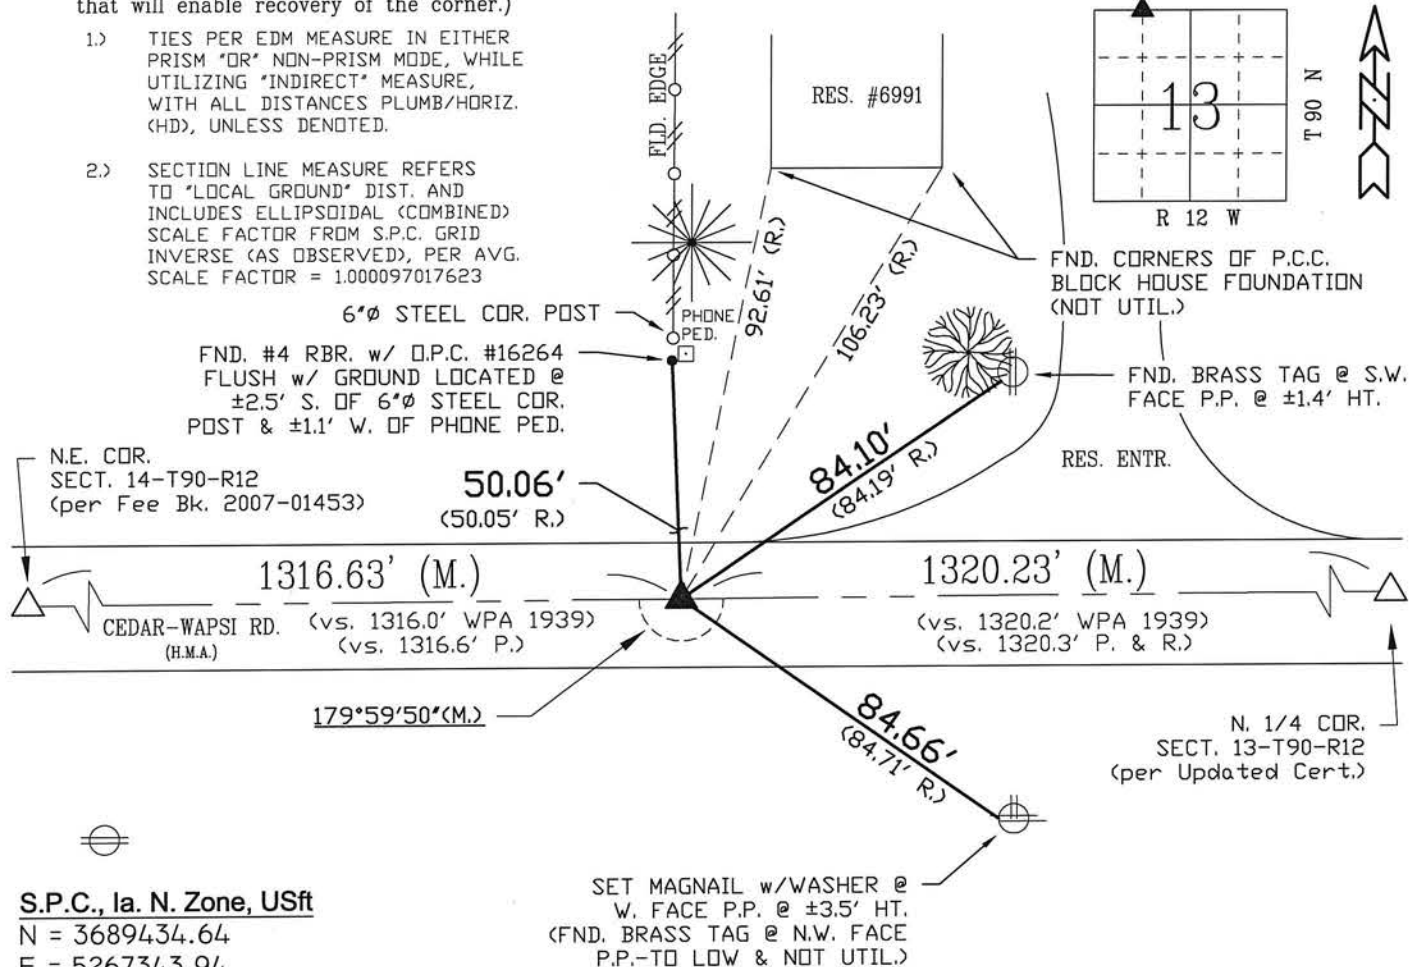 that will enable recovery of the corner.)
1.) TIES PER EDM MEASURE IN EITHER
PRISM "OR" NON-PRISM MODE, WHILE
UTILIZING "INDIRECT" MEASURE,
WITH ALL DISTANCES PLUMB/HORIZ.
(HD), UNLESS DENOTED.
2.) SECTION LINE MEASURE REFERS
TO "LOCAL GROUND" DIST. AND
INCLUDES ELLIPSOIDAL (COMBINED)
SCALE FACTOR FROM S.P.C. GRID
INVERSE (AS OBSERVED), PER AVG.
SCALE FACTOR = 1.000097017623
FLD. EDGE
RES. #6991
13
T 90 N
R 12 W
N
92.61' (R.)
106.23' (R.)
FND. CORNERS OF P.C.C.
BLOCK HOUSE FOUNDATION
(NOT UTIL.)
6"Ø STEEL COR. POST
PHONE
PED.
FND. #4 RBR. w/ O.P.C. #16264
FLUSH w/ GROUND LOCATED @
±2.5' S. OF 6"Ø STEEL COR.
POST & ±1.1' W. OF PHONE PED.
FND. BRASS TAG @ S.W.
FACE P.P. @ ±1.4' HT.
N.E. COR.
SECT. 14-T90-R12
(per Fee Bk. 2007-01453)
50.06'
(50.05' R.)
84.10'
(84.19' R.)
RES. ENTR.
1316.63' (M.)
1320.23' (M.)
CEDAR-WAPSI RD.
(H.M.A.)
(vs. 1316.0' WPA 1939)
(vs. 1316.6' P.)
(vs. 1320.2' WPA 1939)
(vs. 1320.3' P. & R.)
179°59'50"(M.)
84.66'
(84.71' R.)
N. 1/4 COR.
SECT. 13-T90-R12
(per Updated Cert.)
S.P.C., Ia. N. Zone, USft
N = 3689434.64
E = 5267343.94
SET MAGNAIL w/WASHER @
W. FACE P.P. @ ±3.5' HT.
(FND. BRASS TAG @ N.W. FACE
P.P.-TO LOW & NOT UTIL.)